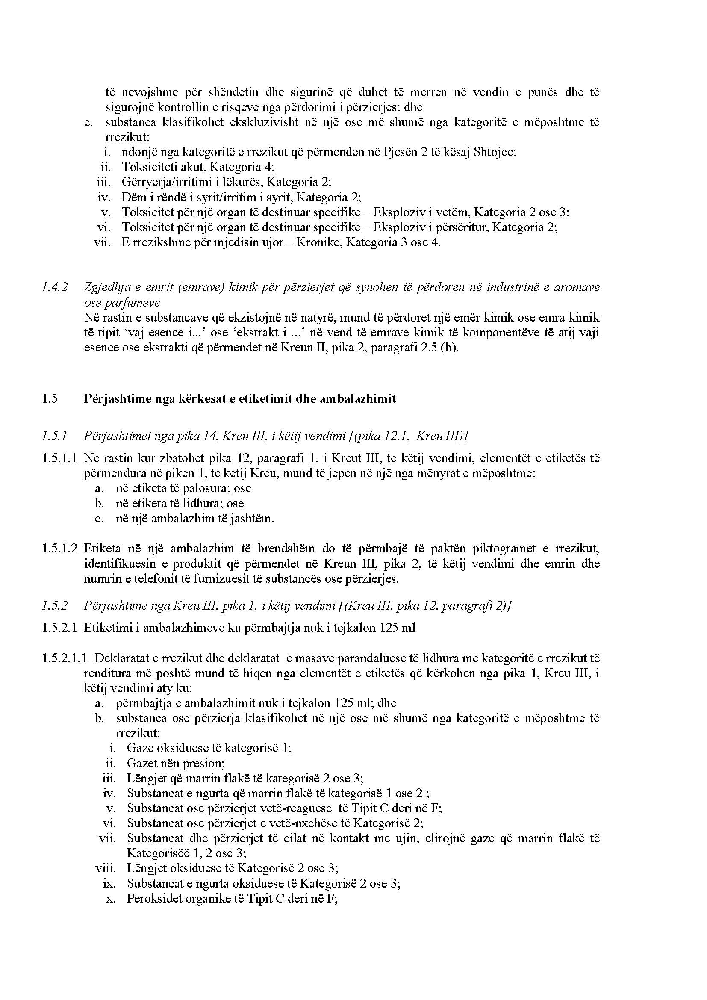 të nevojshme për shëndetin dhe sigurinë që duhet të merren në vendin e punës dhe të
sigurojnë kontrollin e risqeve nga përdorimi i përzierjes; dhe
c. substanca klasifikohet ekskluzivisht në një ose më shumë nga kategoritë e mëposhtme të
rrezikut:
i. ndonjë nga kategoritë e rrezikut që përmenden në Pjesën 2 të kësaj Shtojce;
ii. Toksiciteti akut, Kategoria 4;
iii. Gërryerja/irritimi i lëkurës, Kategoria 2;
iv. Dëm i rëndë i syrit/irritim i syrit, Kategoria 2;
v. Toksicitet për një organ të destinuar specifike – Eksploziv i vetëm, Kategoria 2 ose 3;
vi. Toksicitet për një organ të destinuar specifike – Eksploziv i përsëritur, Kategoria 2;
vii. E rrezikshme për mjedisin ujor – Kronike, Kategoria 3 ose 4.
1.4.2 Zgjedhja e emrit (emrave) kimik për përzierjet që synohen të përdoren në industrinë e aromave
ose parfumeve
Në rastin e substancave që ekzistojnë në natyrë, mund të përdoret një emër kimik ose emra kimik
të tipit ‘vaj esence i...’ ose ‘ekstrakt i ...’ në vend të emrave kimik të komponentëve të atij vaji
esence ose ekstrakti që përmendet në Kreun II, pika 2, paragrafi 2.5 (b).
1.5 Përjashtime nga kërkesat e etiketimit dhe ambalazhimit
1.5.1 Përjashtimet nga pika 14, Kreu III, i këtij vendimi [(pika 12.1, Kreu III)]
1.5.1.1 Ne rastin kur zbatohet pika 12, paragrafi 1, i Kreut III, te këtij vendimi, elementët e etiketës të
përmendura në piken 1, te ketij Kreu, mund të jepen në një nga mënyrat e mëposhtme:
a. në etiketa të palosura; ose
b. në etiketa të lidhura; ose
c. në një ambalazhim të jashtëm.
1.5.1.2 Etiketa në një ambalazhim të brendshëm do të përmbajë të paktën piktogramet e rrezikut,
identifikuesin e produktit që përmendet në Kreun III, pika 2, të këtij vendimi dhe emrin dhe
numrin e telefonit të furnizuesit të substancës ose përzierjes.
1.5.2 Përjashtime nga Kreu III, pika 1, i këtij vendimi [(Kreu III, pika 12, paragrafi 2)]
1.5.2.1 Etiketimi i ambalazhimeve ku përmbajtja nuk i tejkalon 125 ml
1.5.2.1.1 Deklaratat e rrezikut dhe deklaratat e masave parandaluese të lidhura me kategoritë e rrezikut të
renditura më poshtë mund të hiqen nga elementët e etiketës që kërkohen nga pika 1, Kreu III, i
këtij vendimi aty ku:
a. përmbajtja e ambalazhimit nuk i tejkalon 125 ml; dhe
b. substanca ose përzierja klasifikohet në një ose më shumë nga kategoritë e mëposhtme të
rrezikut:
i. Gaze oksiduese të kategorisë 1;
ii. Gazet nën presion;
iii. Lëngjet që marrin flakë të kategorisë 2 ose 3;
iv. Substancat e ngurta që marrin flakë të kategorisë 1 ose 2 ;
v. Substancat ose përzierjet vetë-reaguese të Tipit C deri në F;
vi. Substancat ose përzierjet e vetë-nxehëse të Kategorisë 2;
vii. Substancat dhe përzierjet të cilat në kontakt me ujin, clirojnë gaze që marrin flakë të
Kategorisëë 1, 2 ose 3;
viii. Lëngjet oksiduese të Kategorisë 2 ose 3;
ix. Substancat e ngurta oksiduese të Kategorisë 2 ose 3;
x. Peroksidet organike të Tipit C deri në F;